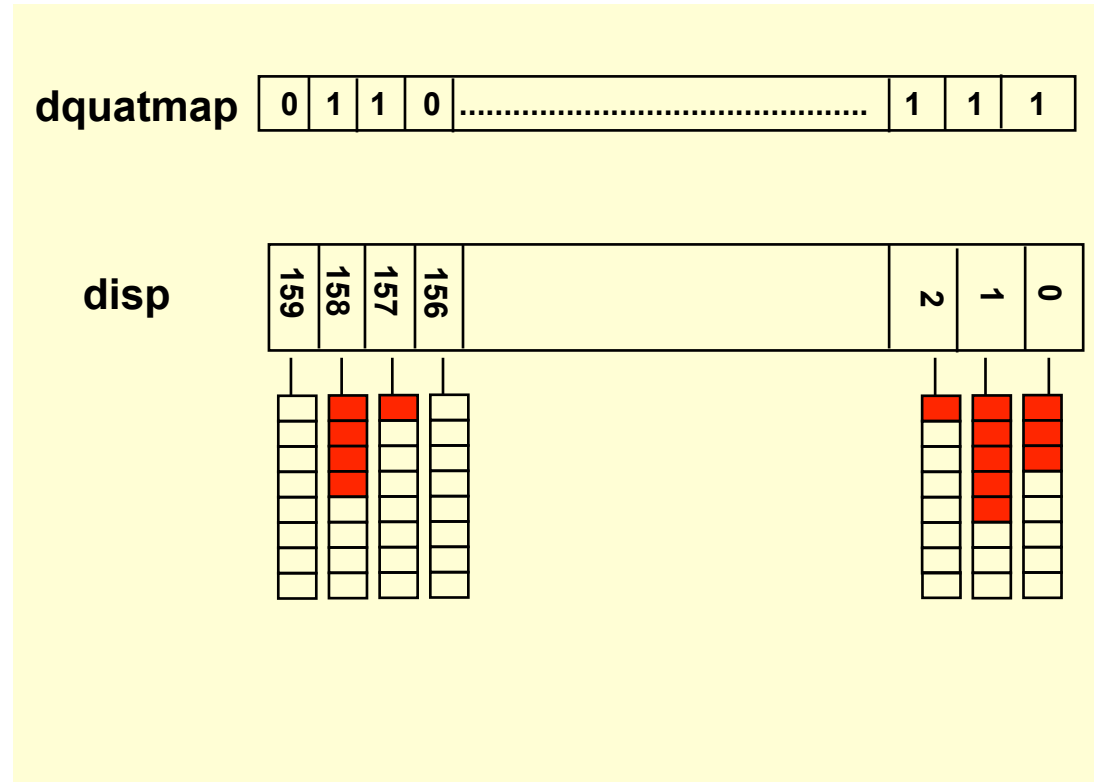 dquatmap 0 1 1 0 ............................................. 1 1 1
disp 159 158 157 156 2 1 0